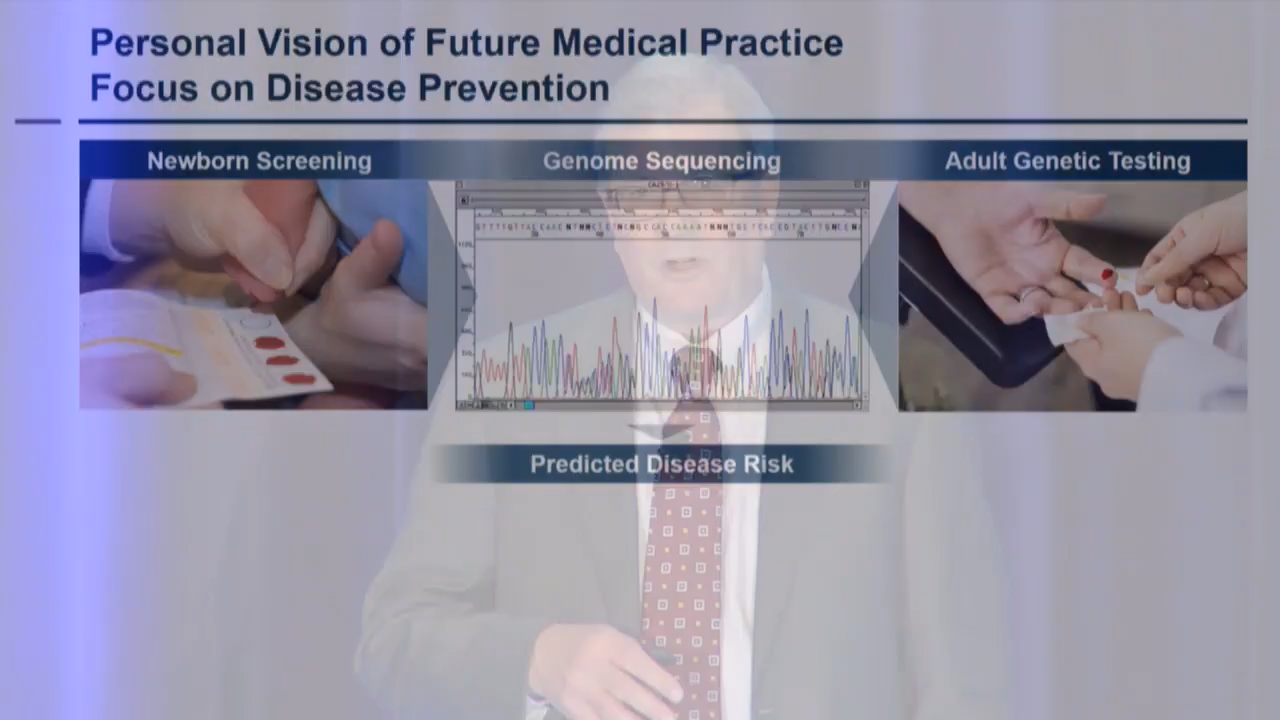 Personal Vision of Future Medical Practice
Focus on Disease Prevention
Newborn Screening
Genome Sequencing
Adult Genetic Testing
Predicted Disease Risk